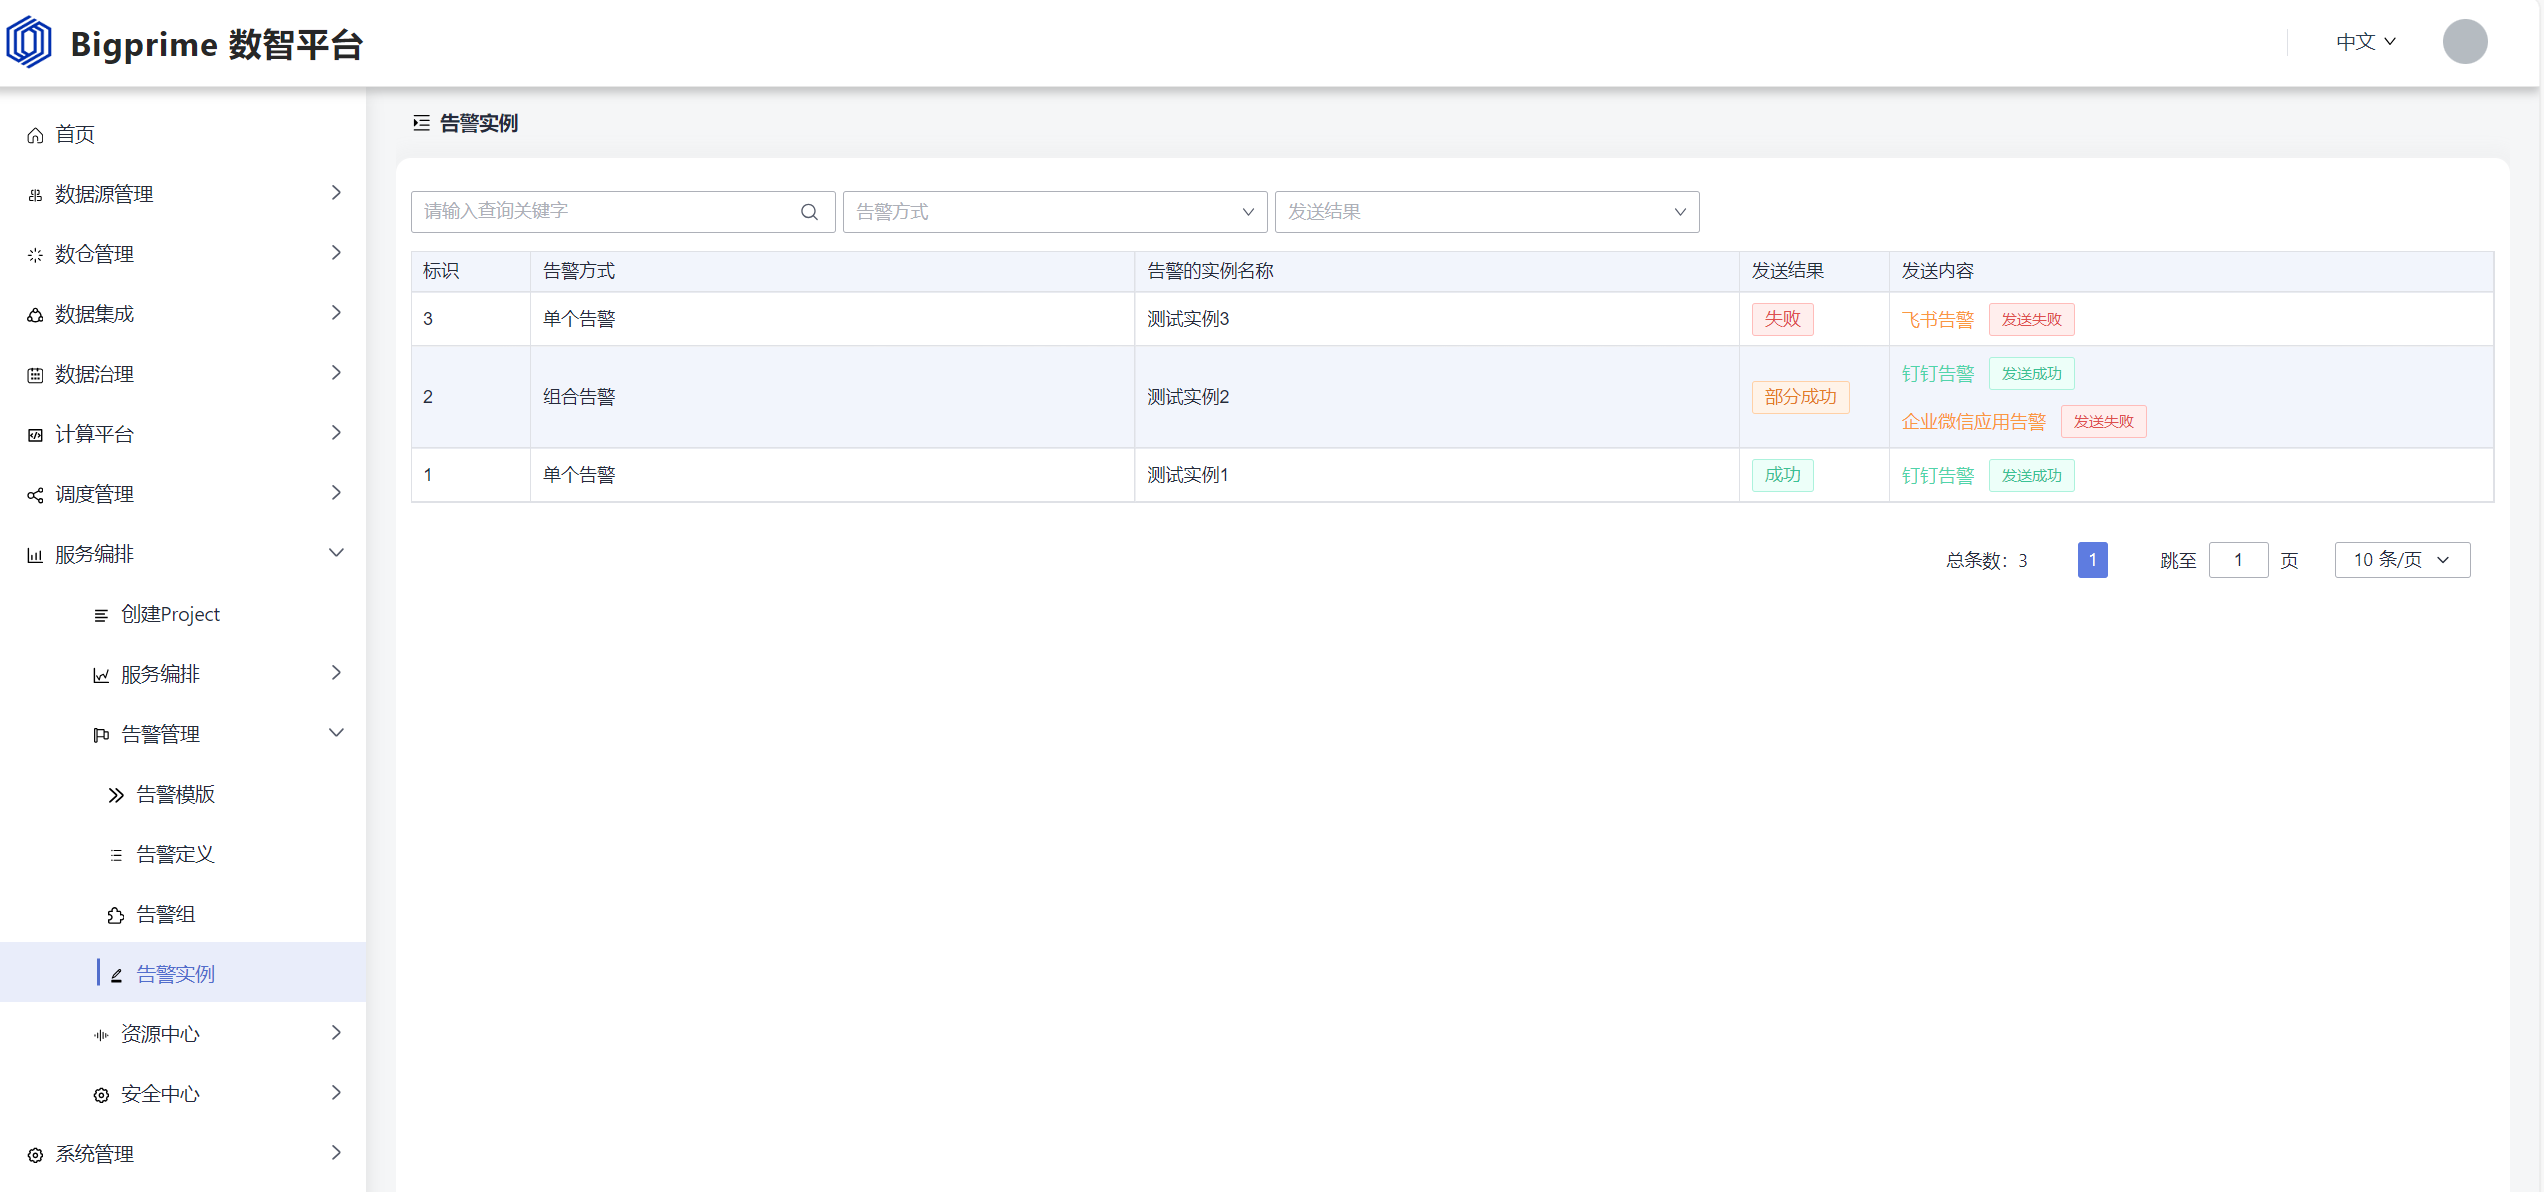 Bigprime 数智平台
中文
首页
数据源管理
数仓管理
数据集成
数据治理
计算平台
调度管理
服务编排
创建Project
服务编排
告警管理
告警模版
告警定义
告警组
告警实例
资源中心
安全中心
系统管理
告警实例
请输入查询关键字 告警方式 发送结果
标识 告警方式 告警的实例名称 发送结果 发送内容
3 单个告警 测试实例3 失败 飞书告警 发送失败
2 组合告警 测试实例2 部分成功 钉钉告警 发送成功
企业微信应用告警 发送失败
1 单个告警 测试实例1 成功 钉钉告警 发送成功
总条数：3 1 跳至 1 页 10 条/页